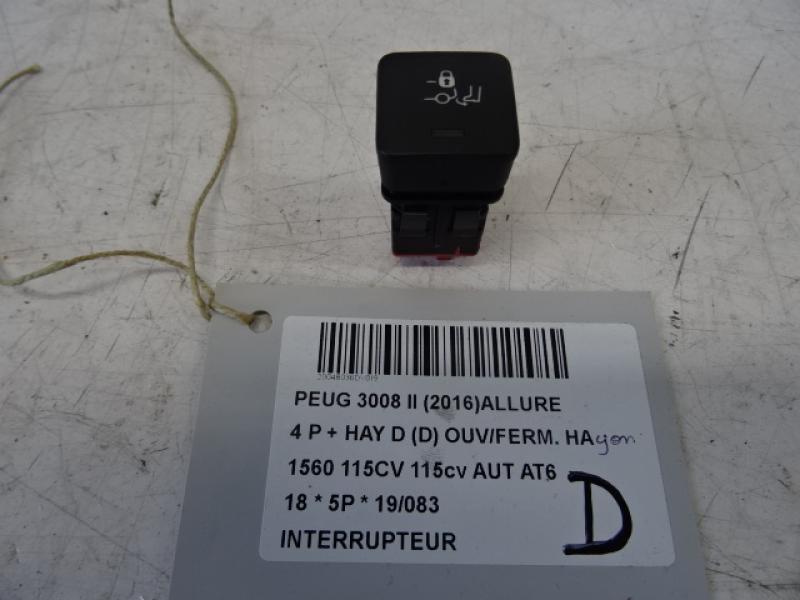 PEUG 3008 II (2016)ALLURE
4 P + HAY D (D) OUV/FERM. HAyon
1560 115CV 115cv AUT AT6
18 * 5P * 19/083
INTERRUPTEUR
D